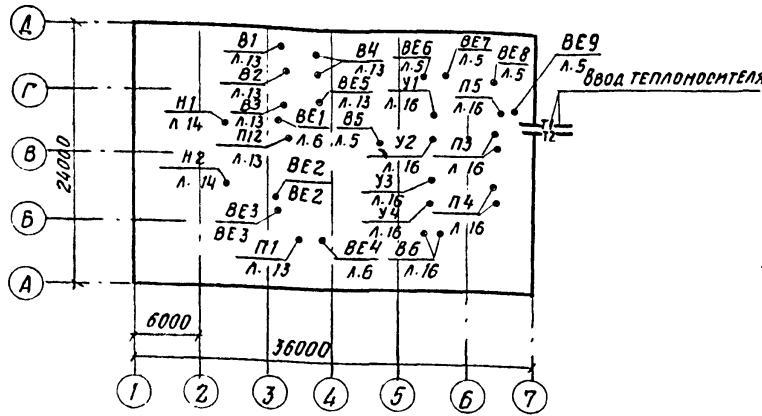 Д
Г
В
Б
А
24000
В1
Л.13
В2
Л.13
В3
Л.13
Н1
Л 14
П12
Л.13
Н2
Л. 14
В4
Л.13
ВЕ5
Л.13
ВЕ1
Л.6
В5
Л.5
ВЕ2
ВЕ2
ВЕ3
ВЕ3
П1
Л. 13
ВЕ4
Л.6
ВЕ6
Л.5
ВЕ7
Л.5
ВЕ8
Л.5
ВЕ9
Л.5
ВВОД ТЕПЛОНОСИТЕЛЯ
Т1
Т2
У1
Л.16
П5
Л.16
У2
Л.16
П3
Л 16
У3
Л.16
У4
Л.16
П4
Л 16
В6
Л.16
6000
36000
1
2
3
4
5
6
7